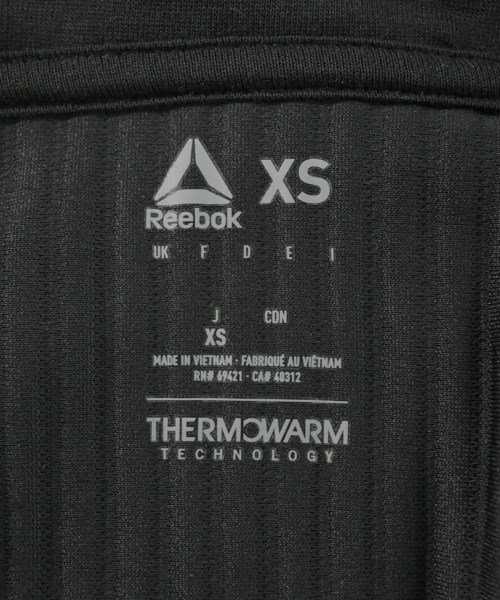 XS
Reebok
UK F D E I
J CDN
XS
MADE IN VIETNAM · FABRIQUÉ AU VIÊTNAM
RN# 69421 · CA# 40312
THERMOWARM
TECHNOLOGY